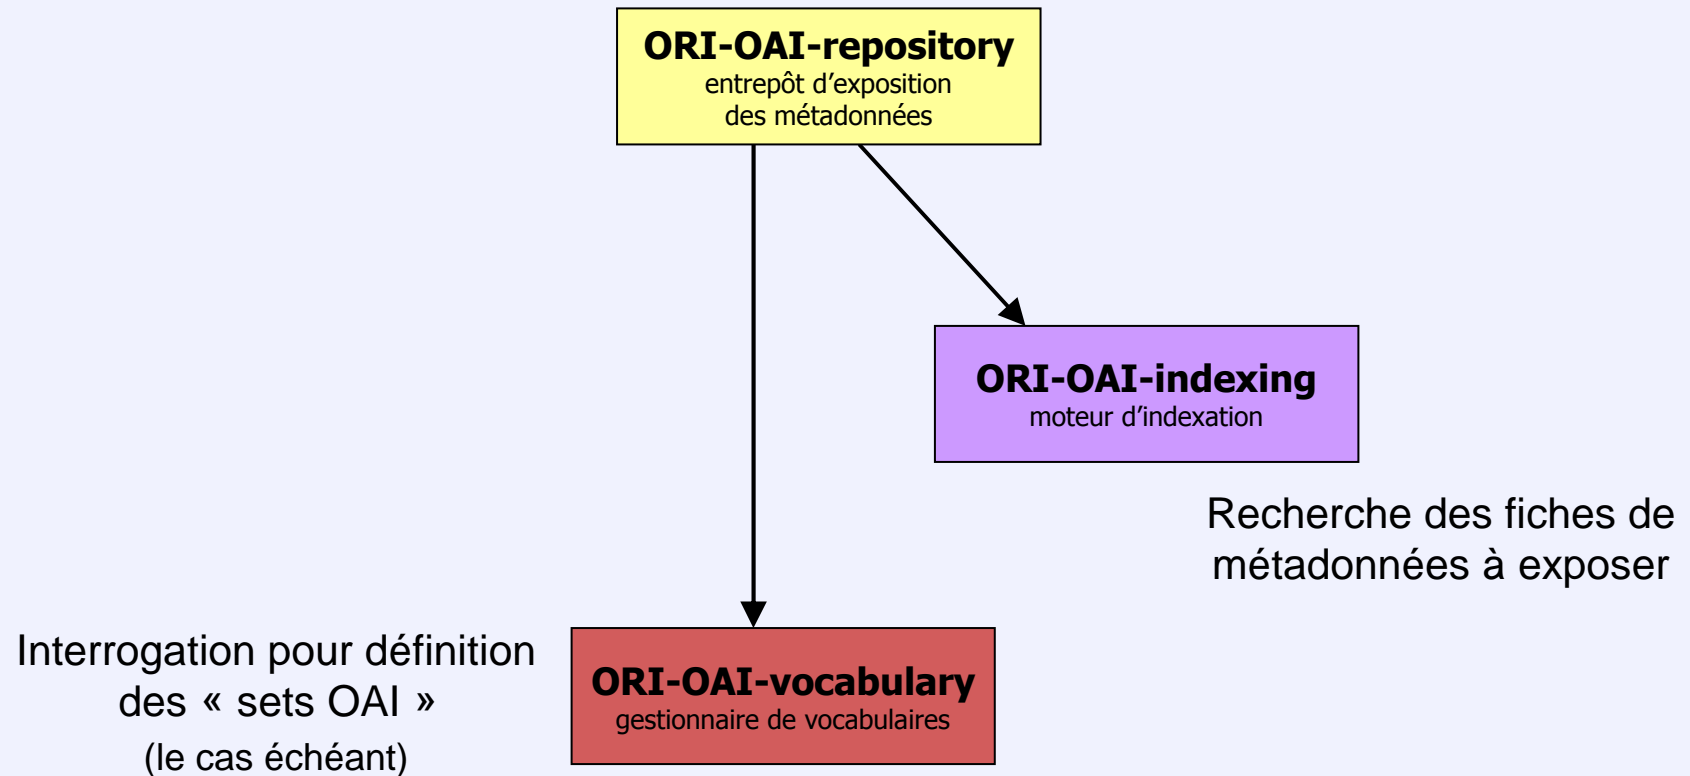 ORI-OAI-repository
entrepôt d’exposition
des métadonnées
ORI-OAI-indexing
moteur d’indexation
Recherche des fiches de
métadonnées à exposer
Interrogation pour définition
des « sets OAI »
(le cas échéant)
ORI-OAI-vocabulary
gestionnaire de vocabulaires